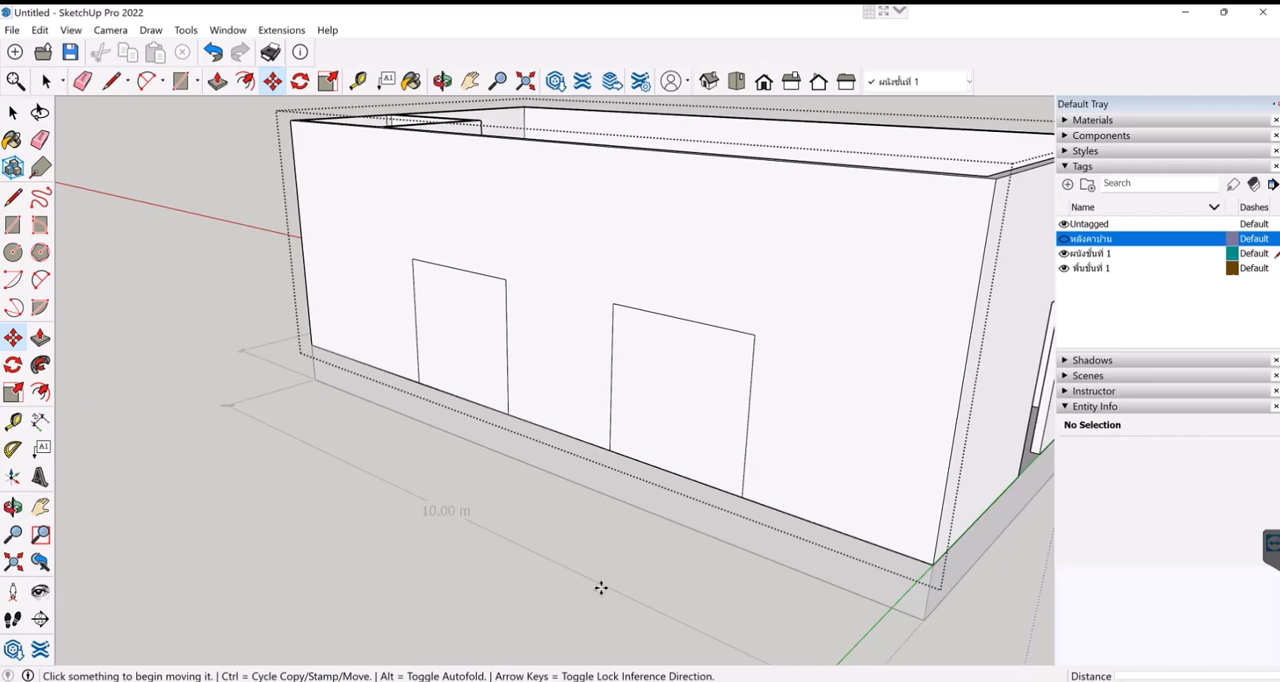 Untitled - SketchUp Pro 2022
File Edit View Camera Draw Tools Window Extensions Help
✓ ผนังชั้นที่ 1
Default Tray
Materials
Components
Styles
Tags
Search
Name Dashes
Untagged Default
หลังคาบ้าน Default
ผนังชั้นที่ 1 Default
พื้นชั้นที่ 1 Default
Shadows
Scenes
Instructor
Entity Info
No Selection
A1
A1
10.00 m
Click something to begin moving it. | Ctrl = Cycle Copy/Stamp/Move. | Alt = Toggle Autofold. | Arrow Keys = Toggle Lock Inference Direction.
Distance